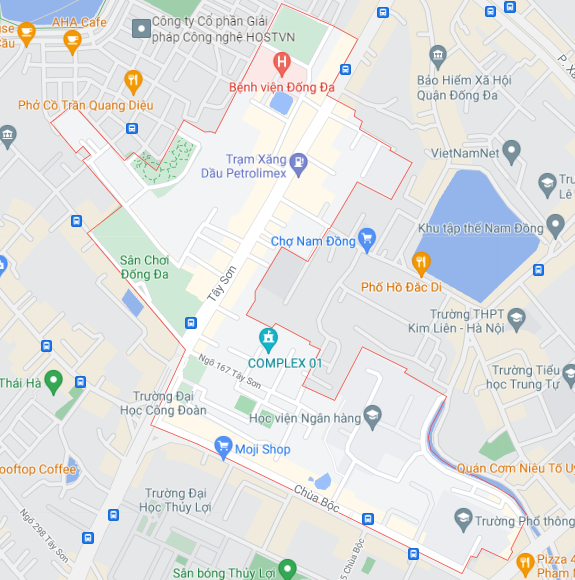 AHA Cafe
Công ty Cổ phần Giải
pháp Công nghệ HOSTVN
Phở Cồ Trần Quang Diệu
Bệnh viện Đống Đa
Bảo Hiểm Xã Hội
Quận Đống Đa
P. X
VietNamNet
Trạm Xăng
Dầu Petrolimex
Khu tập thể Nam Đồng
Chợ Nam Đồng
Sân Chơi
Đống Đa
Phố Hồ Đắc Di
Tây Sơn
Trường THPT
Kim Liên - Hà Nội
COMPLEX 01
Ngõ 167 Tây Sơn
Trường Tiểu
học Trung Tự
Thái Hà
Trường Đại
Học Công Đoàn
Học viện Ngân hàng
Moji Shop
Quán Cơm Niêu Tố U
ooftop Coffee
Trường Đại
Học Thủy Lợi
Chùa Bộc
Trường Phổ thông
Ngõ 298 Tây Sơn
5 Chùa Bộc
Sân bóng Thủy Lợi
Pizza 4
Phạm